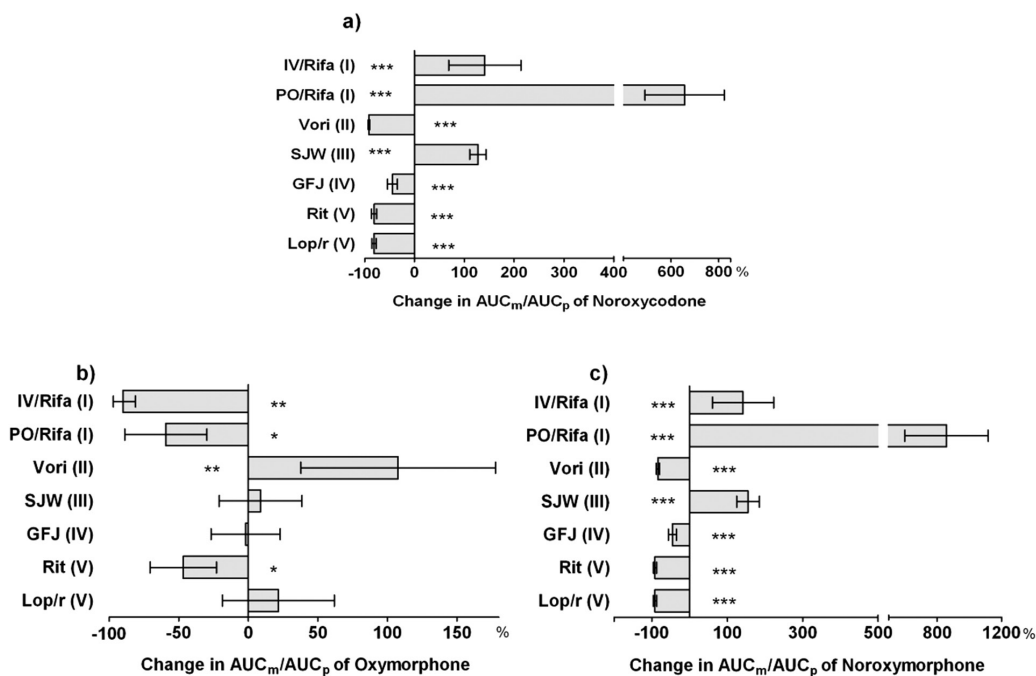 a)
IV/Rifa (I) ***
PO/Rifa (I) ***
Vori (II) ***
SJW (III) ***
GFJ (IV) ***
Rit (V) ***
Lop/r (V) ***
-100 0 100 200 300 400 600 800 %
Change in AUCm/AUCp of Noroxycodone
b)
IV/Rifa (I) **
PO/Rifa (I) *
Vori (II) **
SJW (III)
GFJ (IV)
Rit (V) *
Lop/r (V)
-100 -50 0 50 100 150 %
Change in AUCm/AUCp of Oxymorphone
c)
IV/Rifa (I) ***
PO/Rifa (I) ***
Vori (II) ***
SJW (III) ***
GFJ (IV) ***
Rit (V) ***
Lop/r (V) ***
-100 100 300 500 800 1200 %
Change in AUCm/AUCp of Noroxymorphone